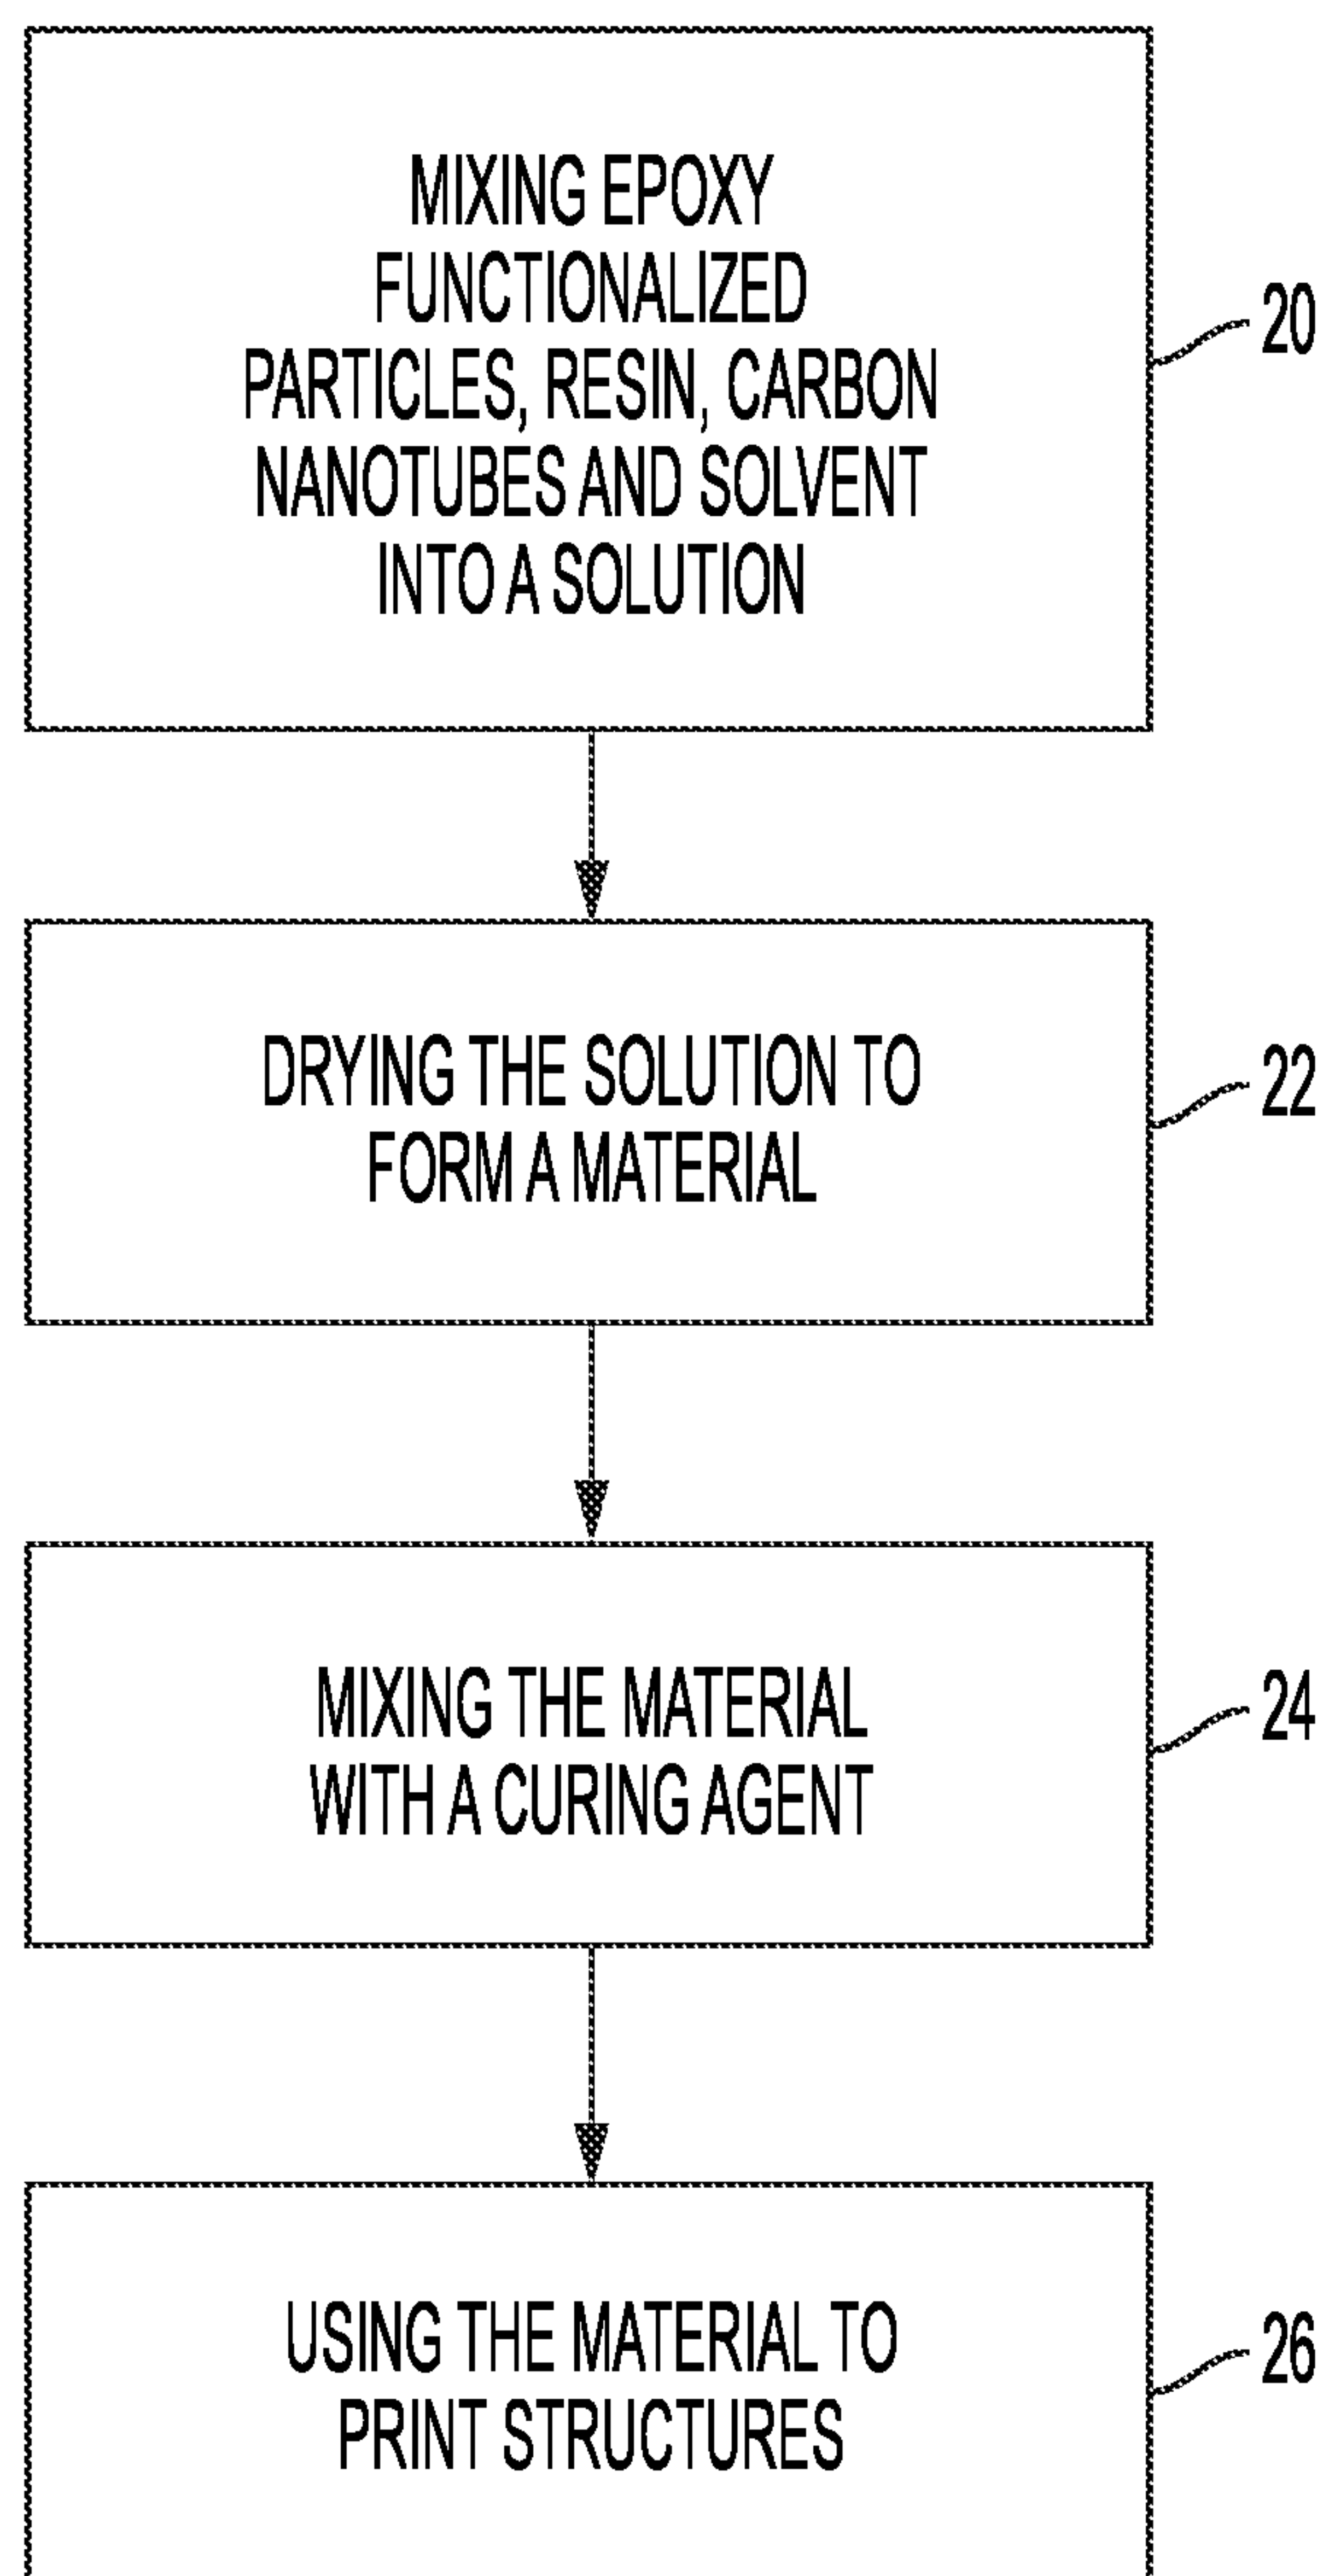 MIXING EPOXY
FUNCTIONALIZED
PARTICLES, RESIN, CARBON
NANOTUBES AND SOLVENT
INTO A SOLUTION
20
DRYING THE SOLUTION TO
FORM A MATERIAL
22
MIXING THE MATERIAL
WITH A CURING AGENT
24
USING THE MATERIAL TO
PRINT STRUCTURES
26